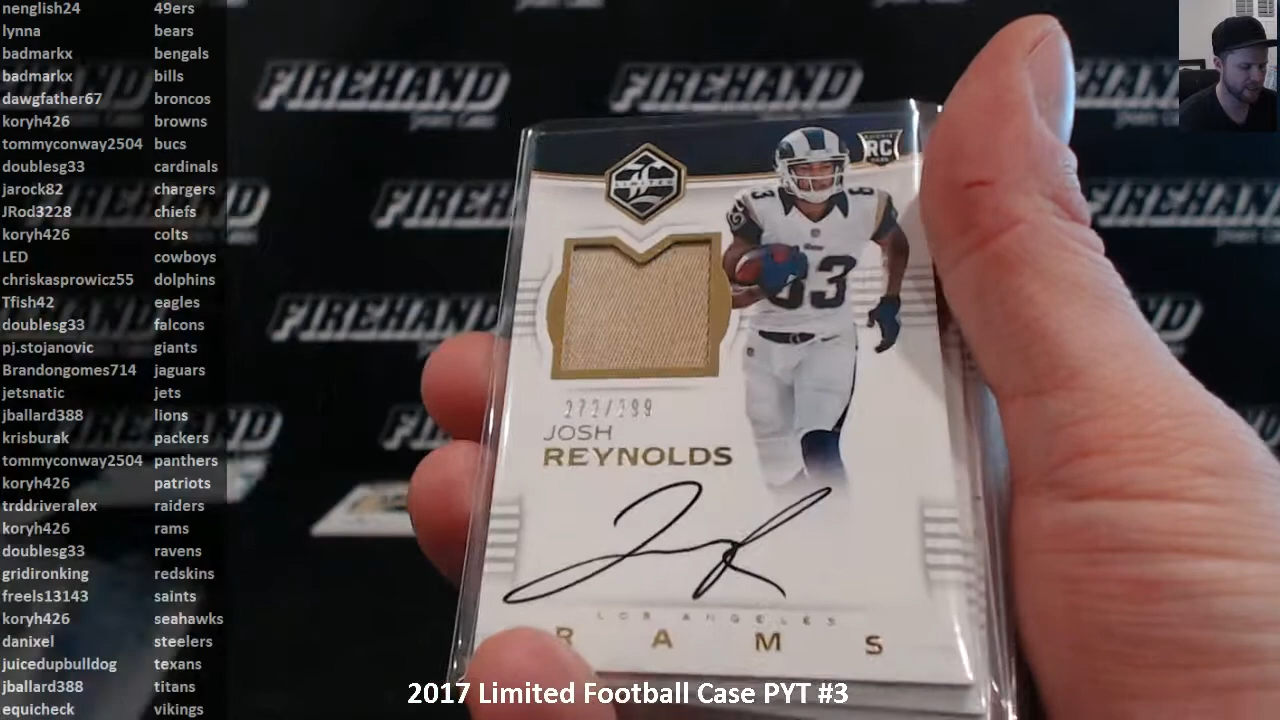 nenglish24 49ers
lynna bears
badmarkx bengals
badmarkx bills
dawgfather67 broncos
koryh426 browns
tommyconway2504 bucs
doublesg33 cardinals
jarock82 chargers
JRod3228 chiefs
koryh426 colts
LED cowboys
chriskasprowicz55 dolphins
Tfish42 eagles
doublesg33 falcons
pj.stojanovic giants
Brandongomes714 jaguars
jetsnatic jets
jballard388 lions
krisburak packers
tommyconway2504 panthers
koryh426 patriots
trddriveralex raiders
koryh426 rams
doublesg33 ravens
gridironking redskins
freels13143 saints
koryh426 seahawks
danixel steelers
juicedupbulldog texans
jballard388 titans
equicheck vikings
FIREHAND FIREHAND
FIREHAND
LIMITED
RC
83
272/299
JOSH
REYNOLDS
LOS ANGELES
RAMS
2017 Limited Football Case PYT #3